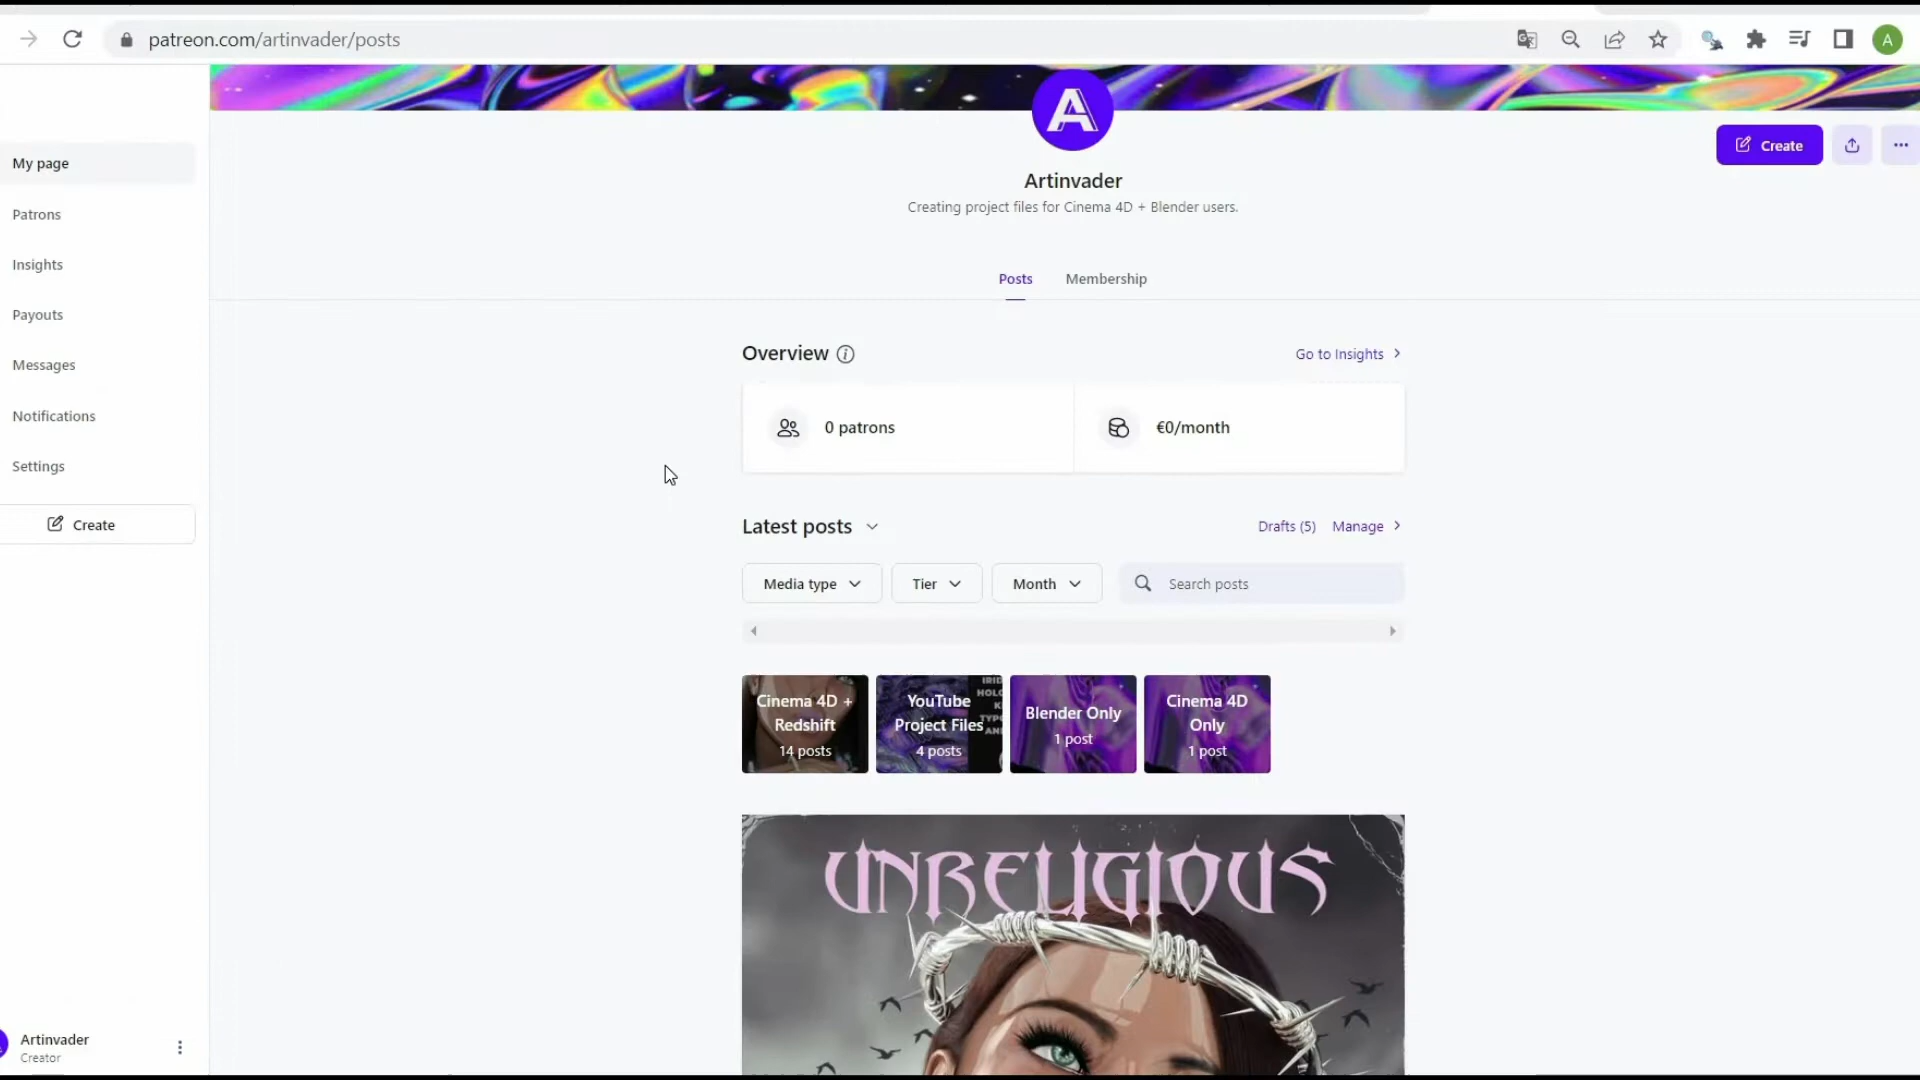 patreon.com/artinvader/posts
A
My page
Patrons
Insights
Payouts
Messages
Notifications
Settings
Create
Artinvader
Creator
A
Create
Artinvader
Creating project files for Cinema 4D + Blender users.
Posts
Membership
Overview
Go to Insights
0 patrons
€0/month
Latest posts
Drafts (5)
Manage
Media type
Tier
Month
Search posts
Cinema 4D +
Redshift
14 posts
YouTube
Project Files
4 posts
Blender Only
1 post
Cinema 4D
Only
1 post
UNRELIGIOUS